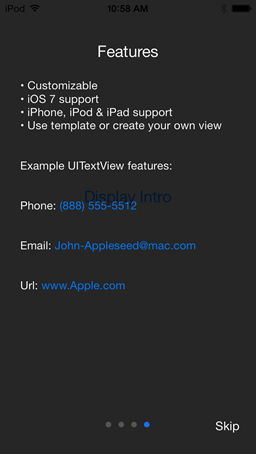 iPod 10:58 AM
Features
• Customizable
• iOS 7 support
• iPhone, iPod & iPad support
• Use template or create your own view
Example UITextView features:
Display Intro
Phone: (888) 555-5512
Email: John-Appleseed@mac.com
Url: www.Apple.com
Skip